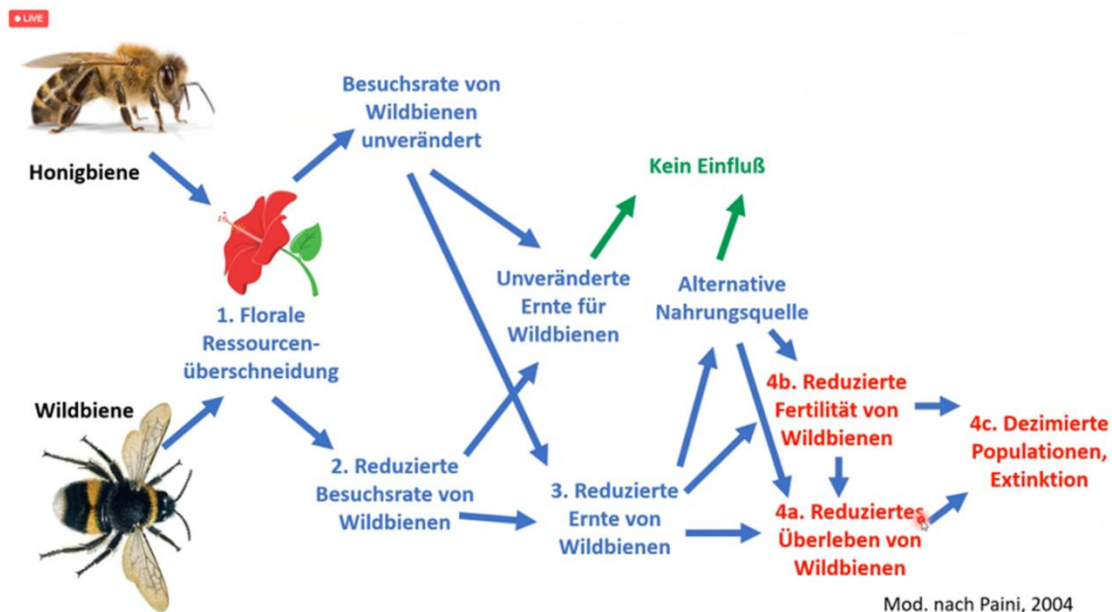 LIVE
Honigbiene
Besuchsrate von
Wildbienen
unverändert
Kein Einfluß
Unveränderte
Ernte für
Wildbienen
Alternative
Nahrungsquelle
1. Florale
Ressourcen-
überschneidung
Wildbiene
2. Reduzierte
Besuchsrate von
Wildbienen
3. Reduzierte
Ernte von
Wildbienen
4b. Reduzierte
Fertilität von
Wildbienen
4a. Reduziertes
Überleben von
Wildbienen
4c. Dezimierte
Populationen,
Extinktion
Mod. nach Paini, 2004